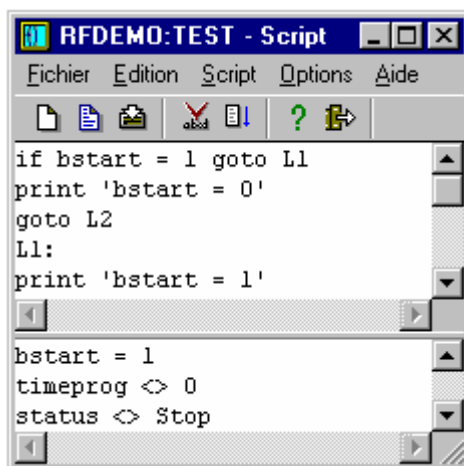 RFDEMO:TEST - Script
Fichier Edition Script Options Aide
abcd
?
if bstart = 1 goto L1
print 'bstart = 0'
goto L2
L1:
print 'bstart = 1'
bstart = 1
timeprog <> 0
status <> Stop